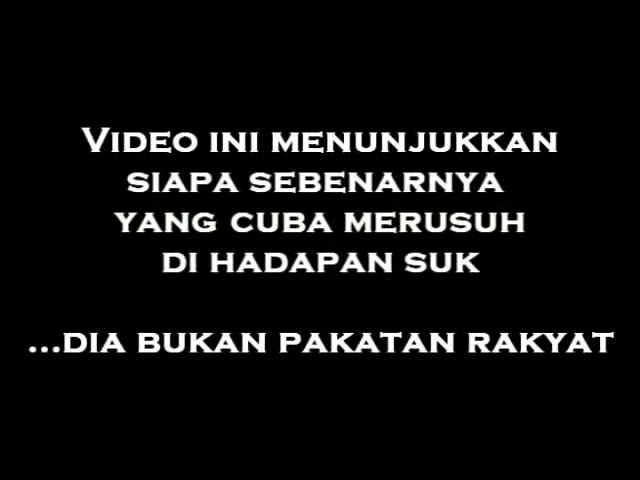 Video ini menunjukkan
siapa sebenarnya
yang cuba merusuh
di hadapan SUK
...dia bukan Pakatan Rakyat